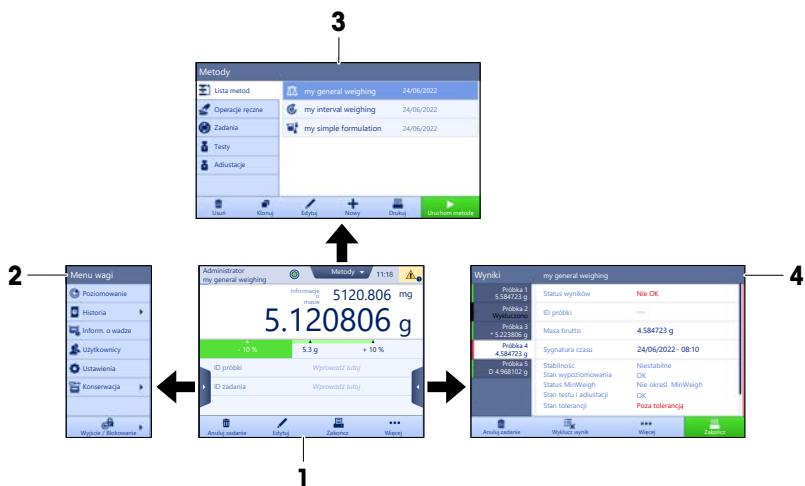 3
Metody
Lista metod
my general weighing 24/06/2022
Operacje ręczne
my interval weighing 24/06/2022
Zadania
my simple formulation 24/06/2022
Testy
Adiustacje
Usuń Klonuj Edytuj Nowy Drukuj Uruchom metodę
2
Menu wagi
Poziomowanie
Historia
Inform. o wadze
Użytkownicy
Ustawienia
Konserwacja
Wyjście / Blokowanie
Administrator
my general weighing
Metody
11:18
Informacje
o
masie
5120.806 mg
5.120806 g
- 10 % 5.3 g + 10 %
ID próbki Wprowadź tutaj
ID zadania Wprowadź tutaj
Anuluj zadanie Edytuj Zakończ Więcej
1
4
Wyniki my general weighing
Próbka 1
5.584723 g
Próbka 2
Wykluczono
Próbka 3
* 5.223806 g
Próbka 4
4.584723 g
Próbka 5
D 4.968102 g
Status wyników Nie OK
ID próbki ---
Masa brutto 4.584723 g
Sygnatura czasu 24/06/2022 - 08:10
Stabilność Niestabilne
Stan wypoziomowania OK
Status MinWeigh Nie określ. MinWeigh
Stan testu i adiustacji OK
Stan tolerancji Poza tolerancją
Anuluj zadanie Wyklucz wynik Więcej Zakończ